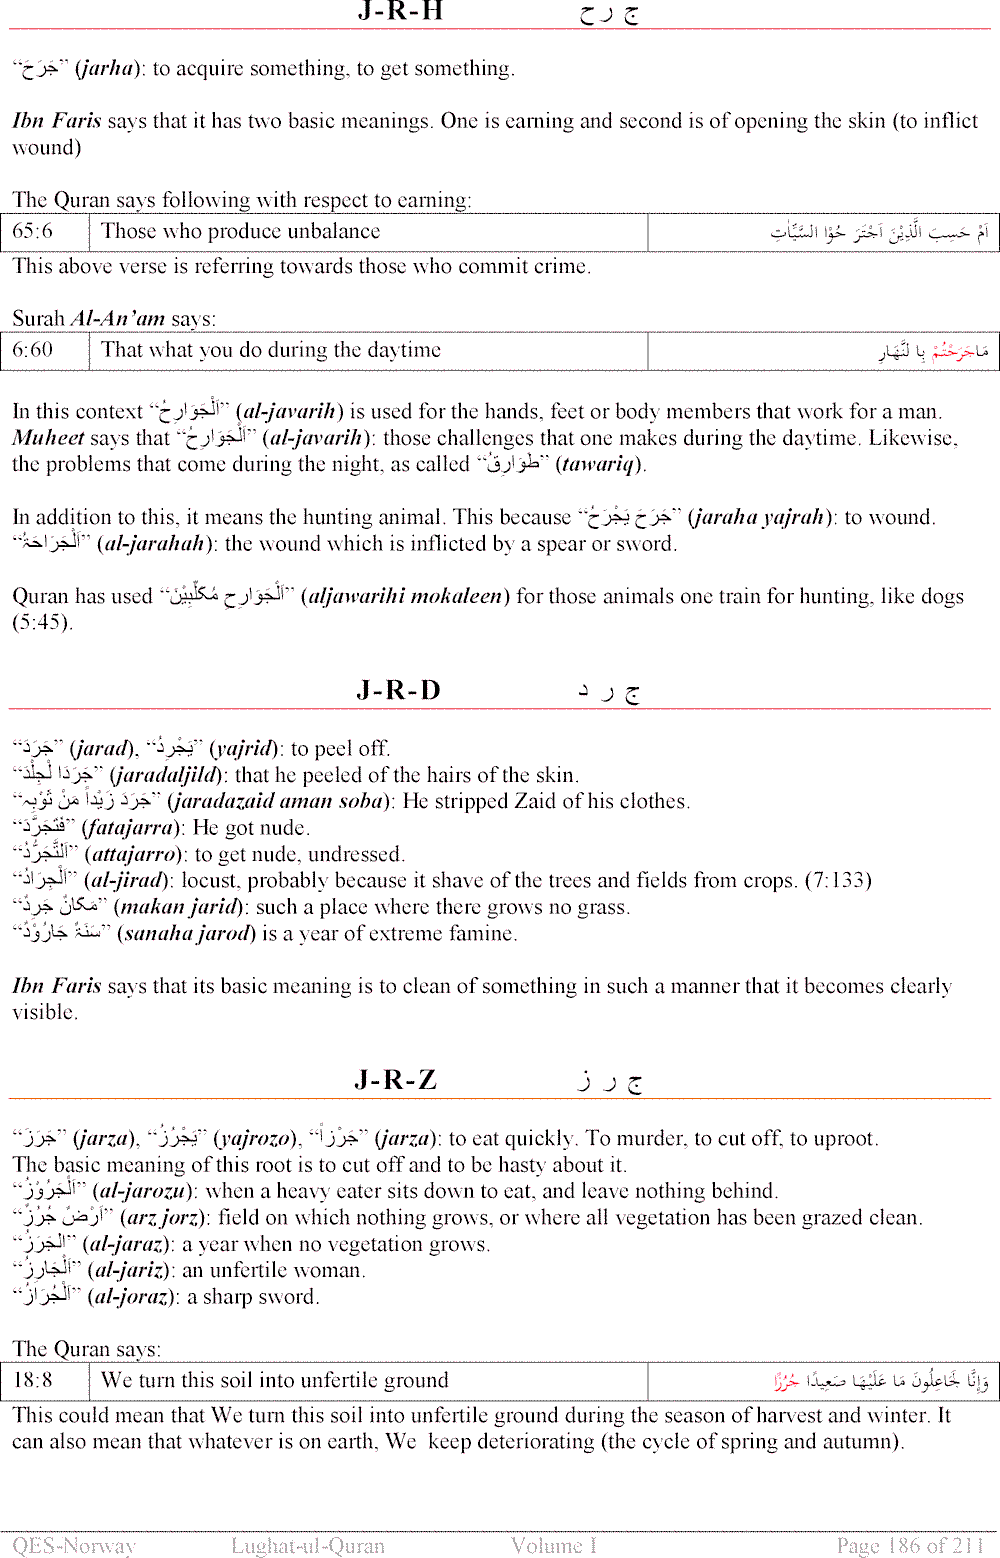 J-R-H ج ر ح
“جَرَحَ” (jarha): to acquire something, to get something.
Ibn Faris says that it has two basic meanings. One is earning and second is of opening the skin (to inflict
wound)
The Quran says following with respect to earning:
65:6 Those who produce unbalance اَمْ حَسِبَ الَّذِيْنَ اجْتَرَ حُوْا السَّيِّاٰتِ
This above verse is referring towards those who commit crime.
Surah Al-An’am says:
6:60 That what you do during the daytime مَاجَرَحْتُمْ بِا لنَّهَارِ
In this context “اَلْجَوَارِحُ” (al-javarih) is used for the hands, feet or body members that work for a man.
Muheet says that “اَلْجَوَارِحُ” (al-javarih): those challenges that one makes during the daytime. Likewise,
the problems that come during the night, as called “طَوَارِقُ” (tawariq).
In addition to this, it means the hunting animal. This because “جَرَحَ يَجْرَحُ” (jaraha yajrah): to wound.
“اَلْجَرَاحَۃُ” (al-jarahah): the wound which is inflicted by a spear or sword.
Quran has used “اَلْجَوَارِحِ مُكَلِّبِيْنَ” (aljawarihi mokaleen) for those animals one train for hunting, like dogs
(5:45).
J-R-D ج ر د
“جَرَدَ” (jarad), “يَجْرِدُ” (yajrid): to peel off.
“جَرَدَا لْجِلْدَ” (jaradaljild): that he peeled of the hairs of the skin.
“جَرَدَ زَيْداً مَنْ ثَوْبِہٖ” (jaradazaid aman soba): He stripped Zaid of his clothes.
“فَتَجَرَّدَ” (fatajarra): He got nude.
“اَلتَّجَرُّدُ” (attajarro): to get nude, undressed.
“اَلْجِرَادُ” (al-jirad): locust, probably because it shave of the trees and fields from crops. (7:133)
“مَكَانٌ جَرِدٌ” (makan jarid): such a place where there grows no grass.
“سَنَۃٌ جَارُوْدٌ” (sanaha jarod) is a year of extreme famine.
Ibn Faris says that its basic meaning is to clean of something in such a manner that it becomes clearly
visible.
J-R-Z ج ر ز
“جَرَزَ” (jarza), “يَجْرُزُ” (yajrozo), “جَرْزاً” (jarza): to eat quickly. To murder, to cut off, to uproot.
The basic meaning of this root is to cut off and to be hasty about it.
“اَلْجَرُوْزُ” (al-jarozu): when a heavy eater sits down to eat, and leave nothing behind.
“اَرْضٌ جُرُزٌ” (arz jorz): field on which nothing grows, or where all vegetation has been grazed clean.
“الْجَرَزُ” (al-jaraz): a year when no vegetation grows.
“اَلْجَارِزُ” (al-jariz): an unfertile woman.
“اَلْجُرَازُ” (al-joraz): a sharp sword.
The Quran says:
18:8 We turn this soil into unfertile ground وَإِنَّا لَجَاعِلُونَ مَا عَلَيْهَا صَعِيدًا جُرُزًا
This could mean that We turn this soil into unfertile ground during the season of harvest and winter. It
can also mean that whatever is on earth, We keep deteriorating (the cycle of spring and autumn).
QES-Norway Lughat-ul-Quran Volume I Page 186 of 211